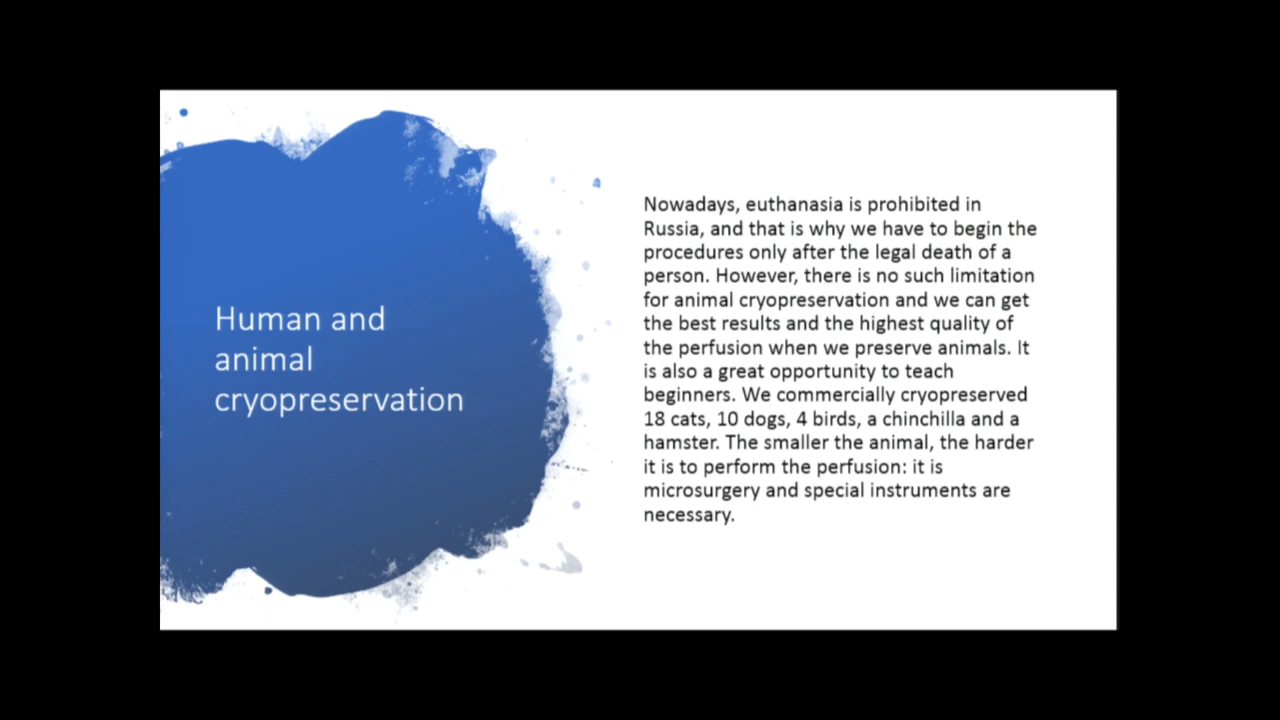 Human and
animal
cryopreservation
Nowadays, euthanasia is prohibited in
Russia, and that is why we have to begin the
procedures only after the legal death of a
person. However, there is no such limitation
for animal cryopreservation and we can get
the best results and the highest quality of
the perfusion when we preserve animals. It
is also a great opportunity to teach
beginners. We commercially cryopreserved
18 cats, 10 dogs, 4 birds, a chinchilla and a
hamster. The smaller the animal, the harder
it is to perform the perfusion: it is
microsurgery and special instruments are
necessary.